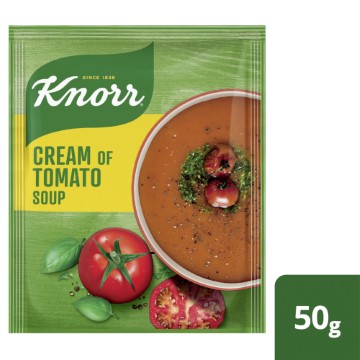 SINCE 1838
Knorr
CREAM OF
TOMATO
SOUP
50g